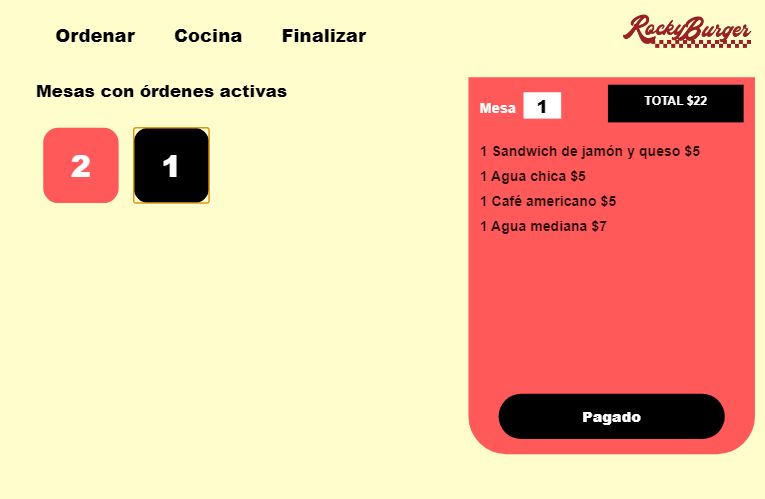 Ordenar Cocina Finalizar RockyBurger
Mesas con órdenes activas
2 1
Mesa 1 TOTAL $22
1 Sandwich de jamón y queso $5
1 Agua chica $5
1 Café americano $5
1 Agua mediana $7
Pagado